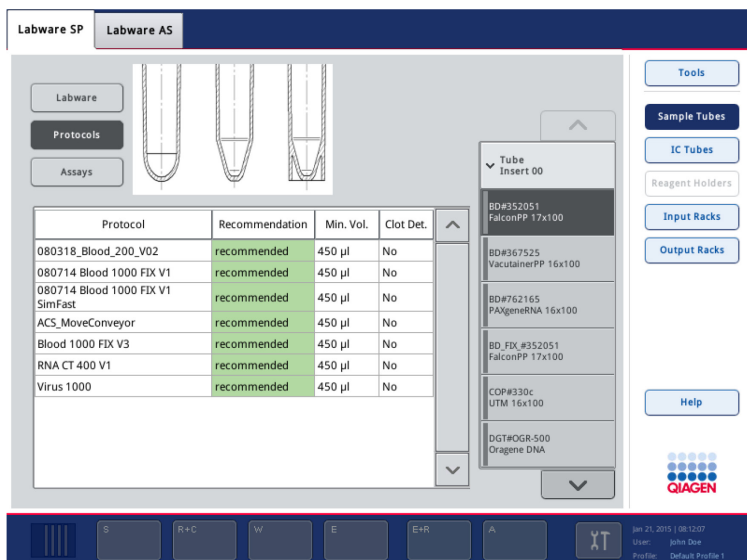 Labware SP
Labware AS
Labware
Protocols
Assays
Protocol Recommendation Min. Vol. Clot Det.
080318_Blood_200_V02 recommended 450 µl No
080714 Blood 1000 FIX V1 recommended 450 µl No
080714 Blood 1000 FIX V1
SimFast recommended 450 µl No
ACS_MoveConveyor recommended 450 µl No
Blood 1000 FIX V3 recommended 450 µl No
RNA CT 400 V1 recommended 450 µl No
Virus 1000 recommended 450 µl No
Tube
Insert 00
BD#352051
FalconPP 17x100
BD#367525
VacutainerPP 16x100
BD#762165
PAXgeneRNA 16x100
BD_FIX_#352051
FalconPP 17x100
COP#330c
UTM 16x100
DGT#OGR-500
Oragene DNA
Tools
Sample Tubes
IC Tubes
Reagent Holders
Input Racks
Output Racks
Help
QIAGEN
S R+C W E E+R A
Jan 21, 2015 | 08:12:07
User: John Doe
Profile: Default Profile 1